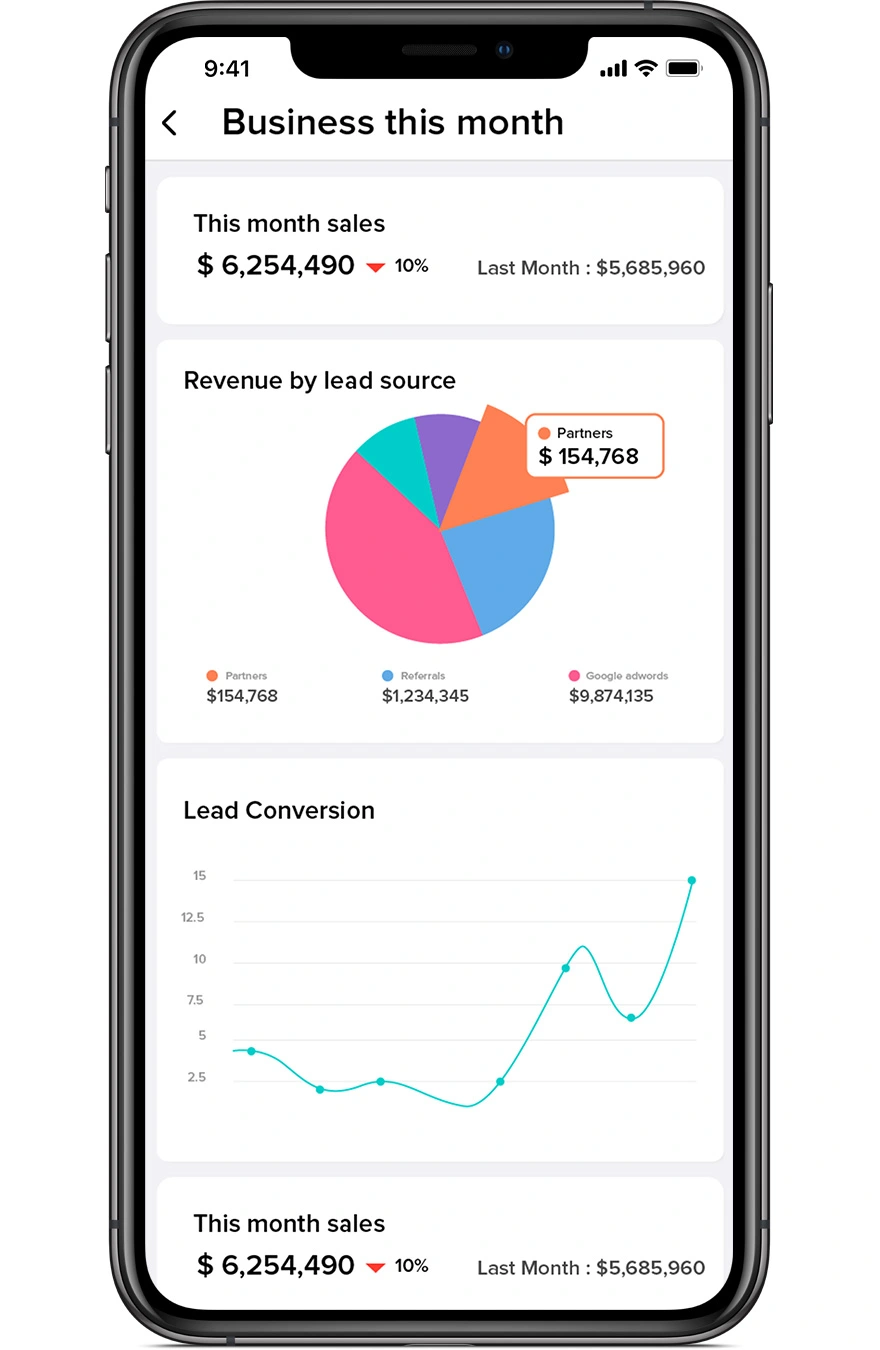 9:41
Business this month
This month sales
$ 6,254,490 10% Last Month : $5,685,960
Revenue by lead source
Partners
$ 154,768
Partners Referrals Google adwords
$154,768 $1,234,345 $9,874,135
Lead Conversion
15
12.5
10
7.5
5
2.5
This month sales
$ 6,254,490 10% Last Month : $5,685,960